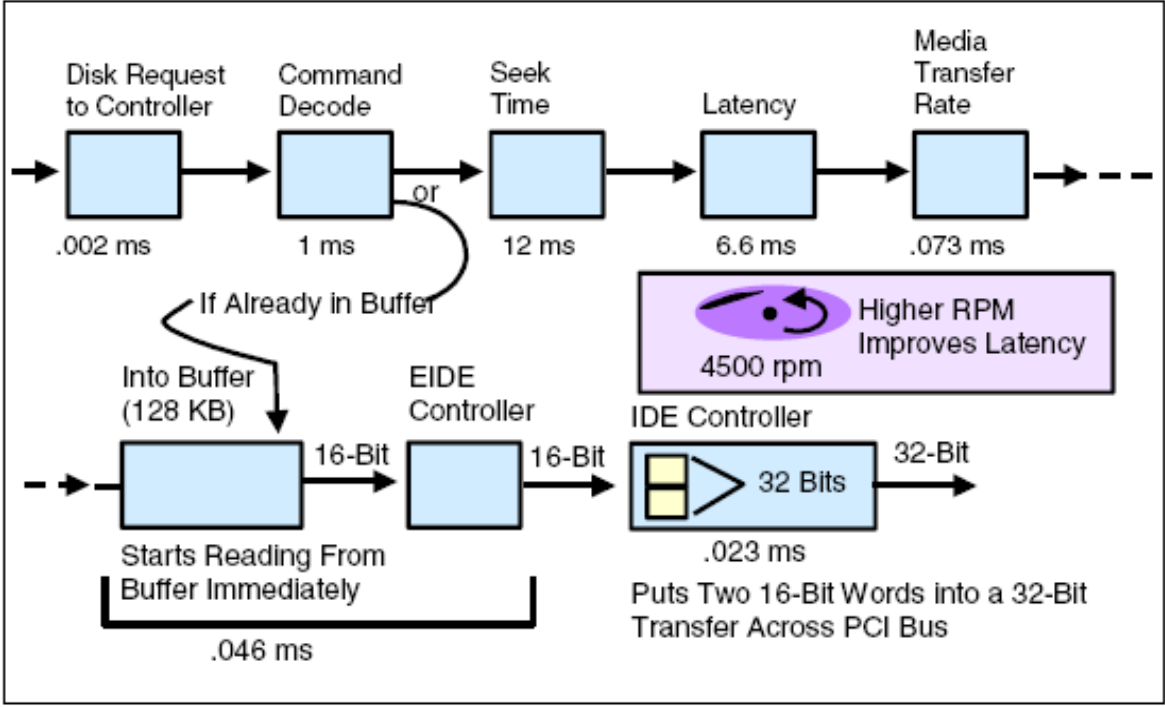 Disk Request
to Controller
Command
Decode
Seek
Time
Latency
Media
Transfer
Rate
or
.002 ms
1 ms
12 ms
6.6 ms
.073 ms
If Already in Buffer
Higher RPM
Improves Latency
4500 rpm
Into Buffer
(128 KB)
EIDE
Controller
IDE Controller
16-Bit
16-Bit
32 Bits
32-Bit
Starts Reading From
Buffer Immediately
.046 ms
.023 ms
Puts Two 16-Bit Words into a 32-Bit
Transfer Across PCI Bus